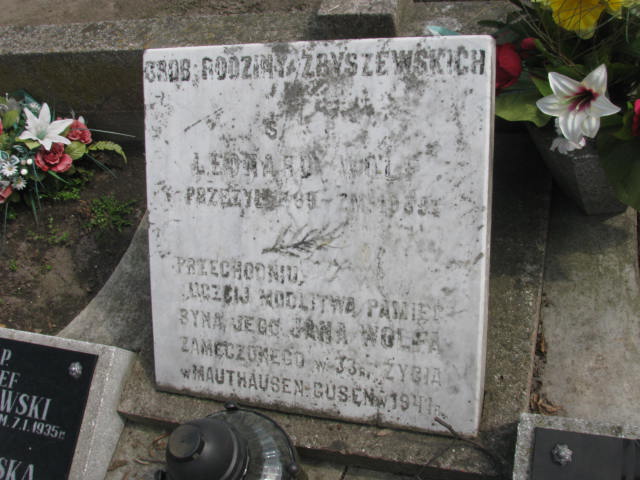 GRÓB RODZINY ZBYSZEWSKICH
Ś
LEONARD WOLF
PRZEŻYŁ
PRZECHODNIU,
UCZCIJ MODLITWĄ PAMIĘĆ
SYNA JEGO JANA WOLFA
ZAMĘCZONEGO W ŻYCIA
W MAUTHAUSEN-GUSEN W 1941
P
EF
WSKI
M. 7.I.1935 r.
SKA